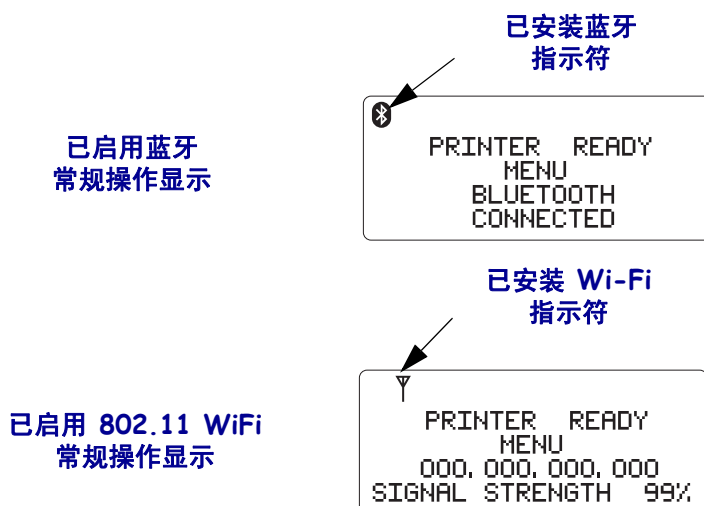 已安装蓝牙
指示符
已启用蓝牙
常规操作显示
PRINTER READY
MENU
BLUETOOTH
CONNECTED
已安装 Wi-Fi
指示符
已启用 802.11 WiFi
常规操作显示
PRINTER READY
MENU
000.000.000.000
SIGNAL STRENGTH 99%